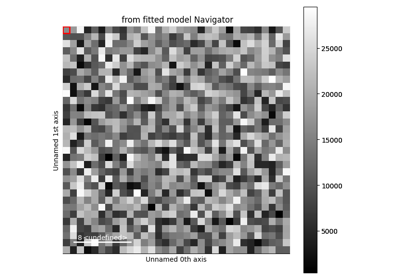 from fitted model Navigator
25000
20000
15000
10000
5000
Unnamed 1st axis
8 <undefined>
Unnamed 0th axis